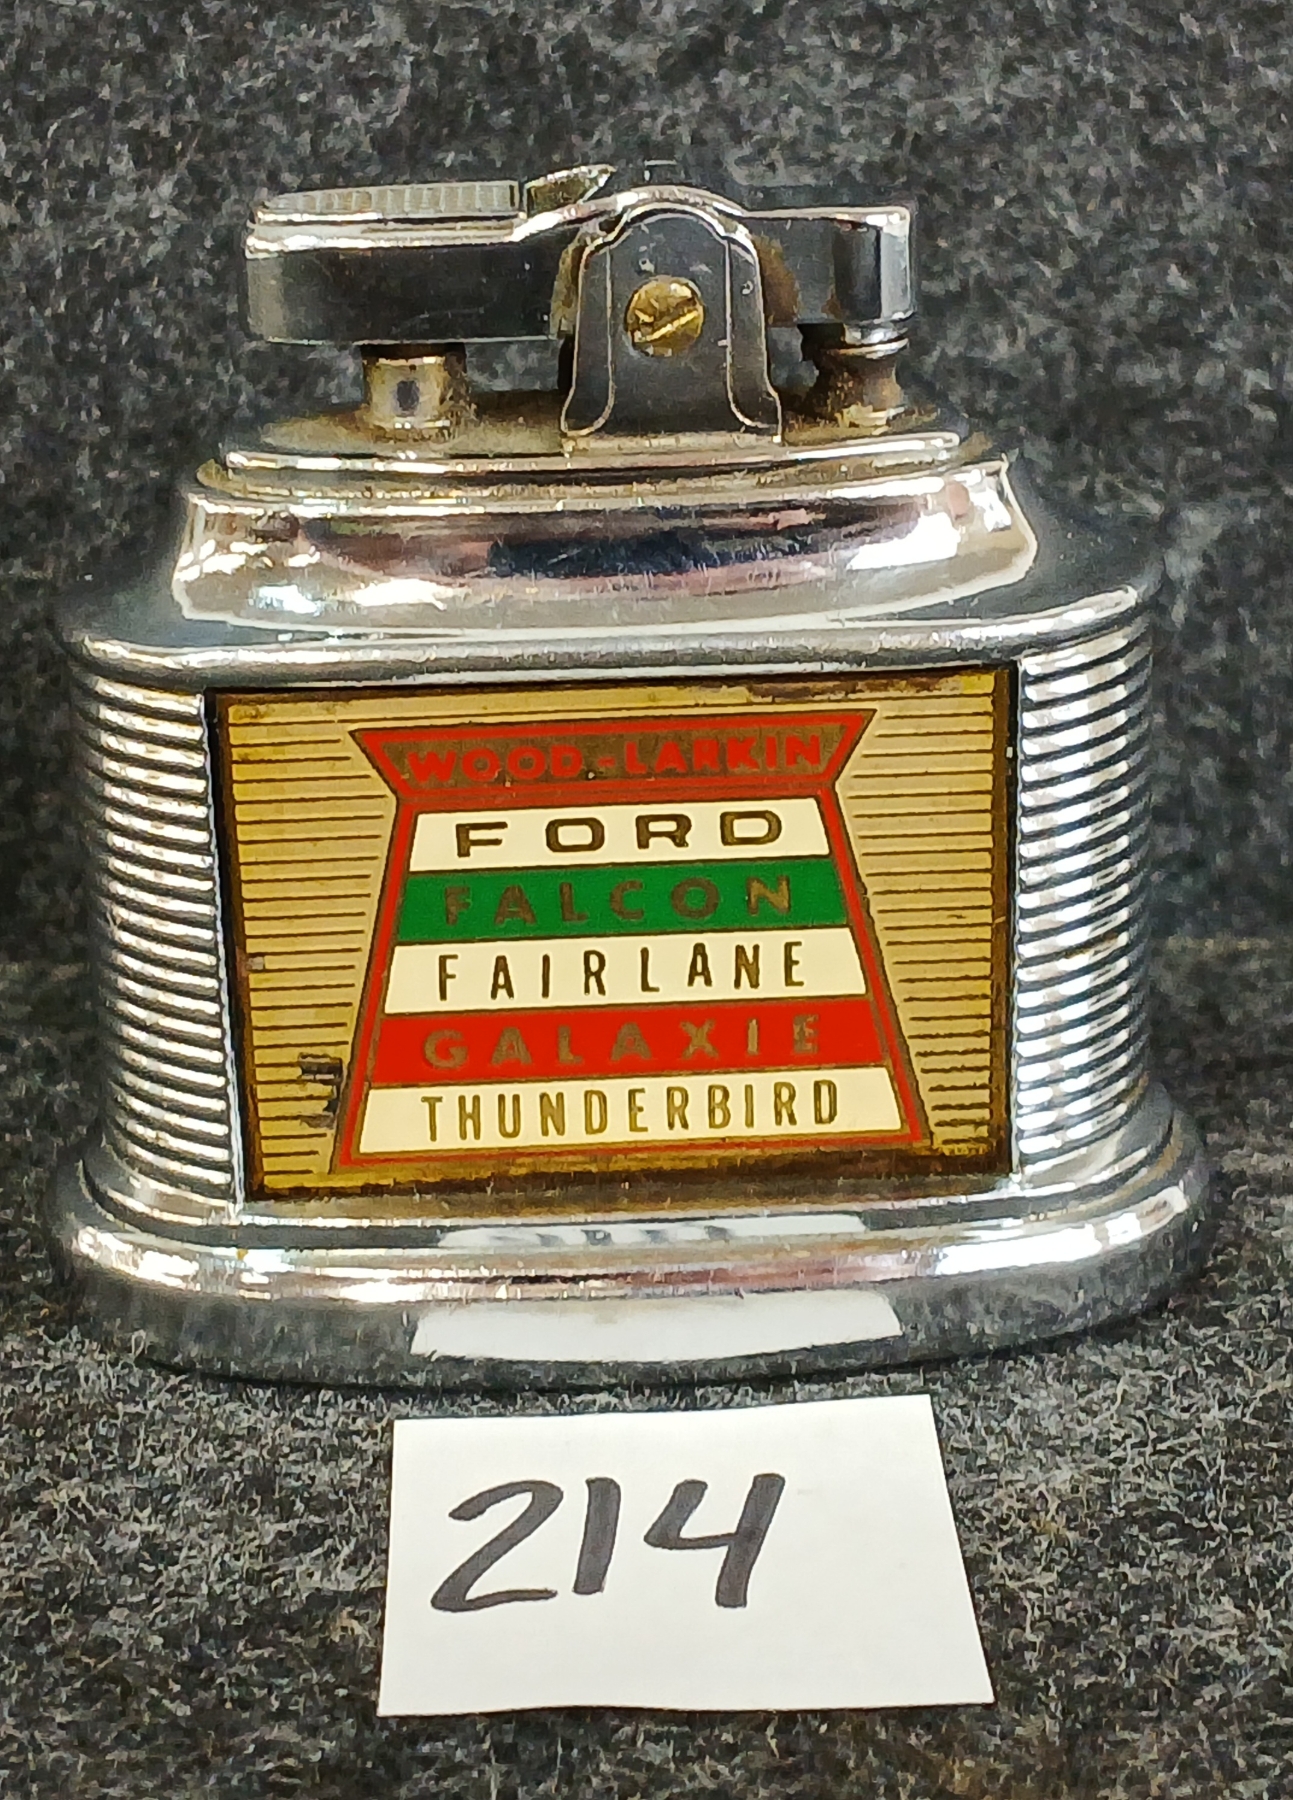 WOOD-LARKIN
FORD
FALCON
FAIRLANE
GALAXIE
THUNDERBIRD
214